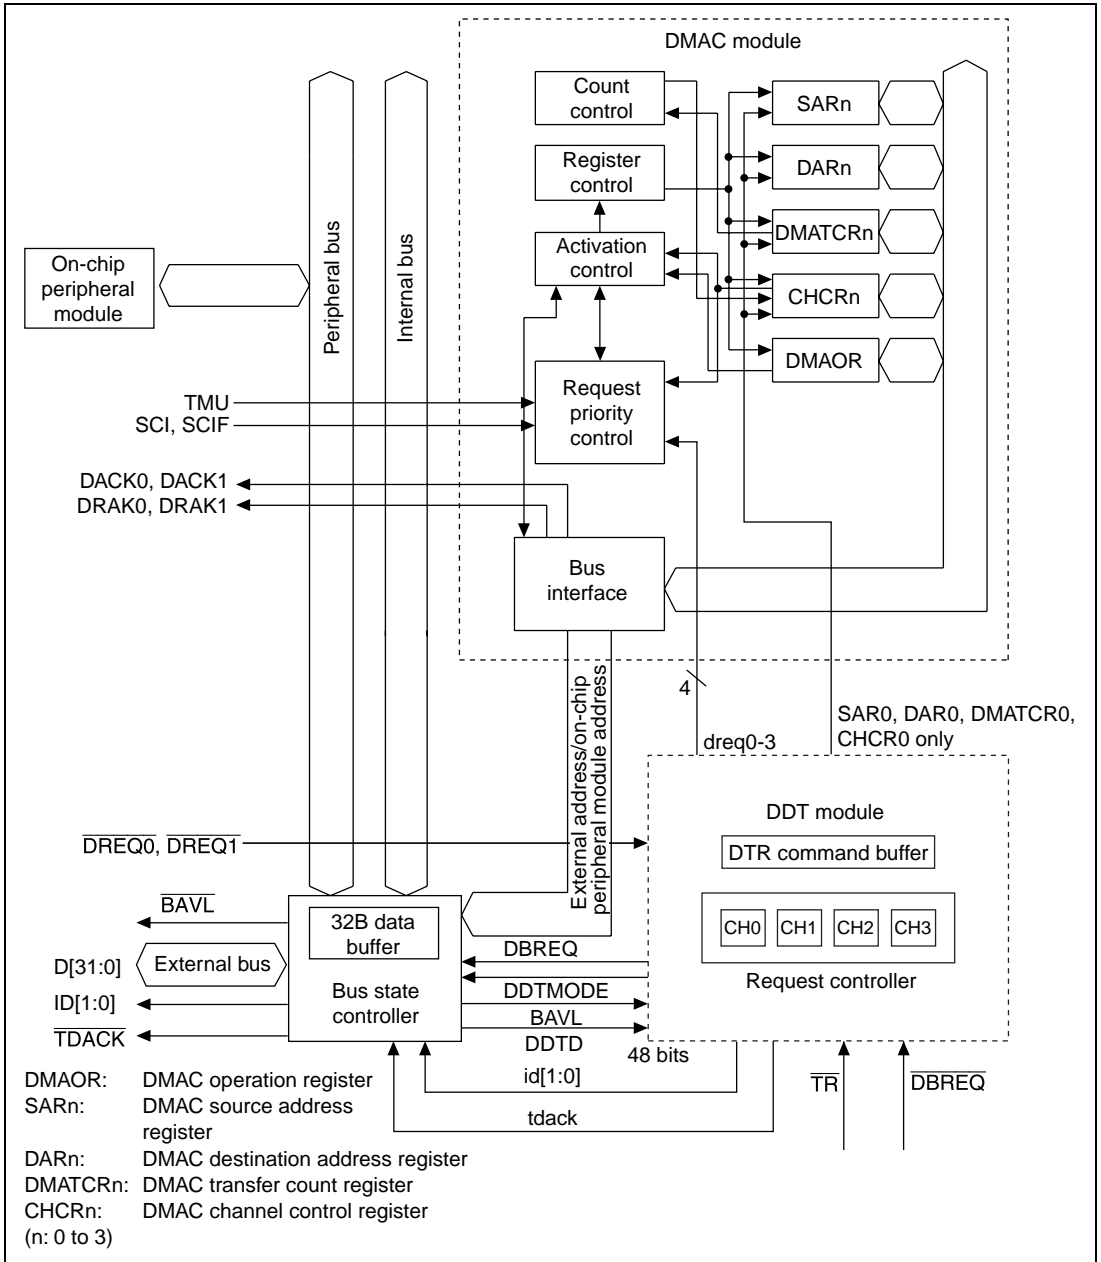 DMAC module
Count
control
SARn
Register
control
DARn
DMATCRn
Activation
control
CHCRn
DMAOR
Request
priority
control
On-chip
peripheral
module
Peripheral bus
Internal bus
TMU
SCI, SCIF
DACK0, DACK1
DRAK0, DRAK1
Bus
interface
4
dreq0-3
SAR0, DAR0, DMATCR0,
CHCR0 only
External address/on-chip
peripheral module address
DDT module
DTR command buffer
CH0 CH1 CH2 CH3
Request controller
DREQ0, DREQ1
BAVL
32B data
buffer
D[31:0]
External bus
Bus state
controller
ID[1:0]
TDACK
DBREQ
DDTMODE
BAVL
DDTD
48 bits
id[1:0]
tdack
TR
DBREQ
DMAOR: DMAC operation register
SARn: DMAC source address
register
DARn: DMAC destination address register
DMATCRn: DMAC transfer count register
CHCRn: DMAC channel control register
(n: 0 to 3)